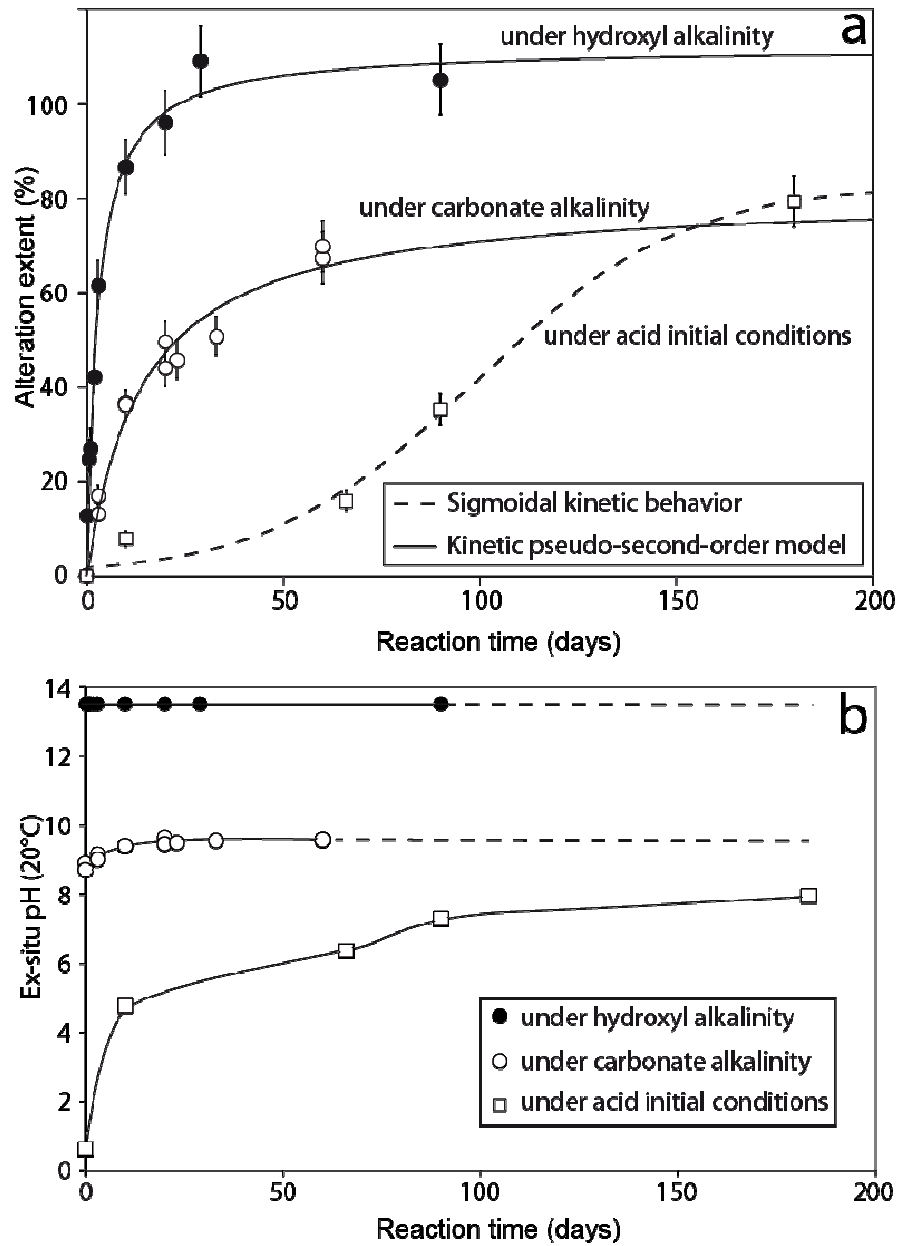 a
under hydroxyl alkalinity
100
80
60
40
20
0
Alteration extent (%)
under carbonate alkalinity
under acid initial conditions
Sigmoidal kinetic behavior
Kinetic pseudo-second-order model
0 50 100 150 200
Reaction time (days)
b
14
12
10
8
6
4
2
0
Ex-situ pH (20°C)
under hydroxyl alkalinity
under carbonate alkalinity
under acid initial conditions
0 50 100 150 200
Reaction time (days)